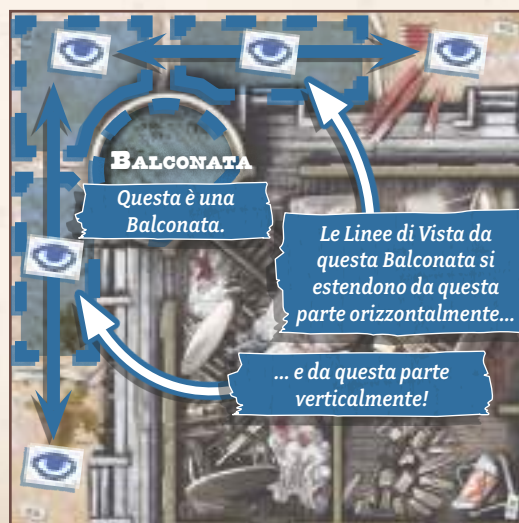 BALCONATA
Questa è una
Balconata.
Le Linee di Vista da
questa Balconata si
estendono da questa
parte orizzontalmente...
... e da questa parte
verticalmente!